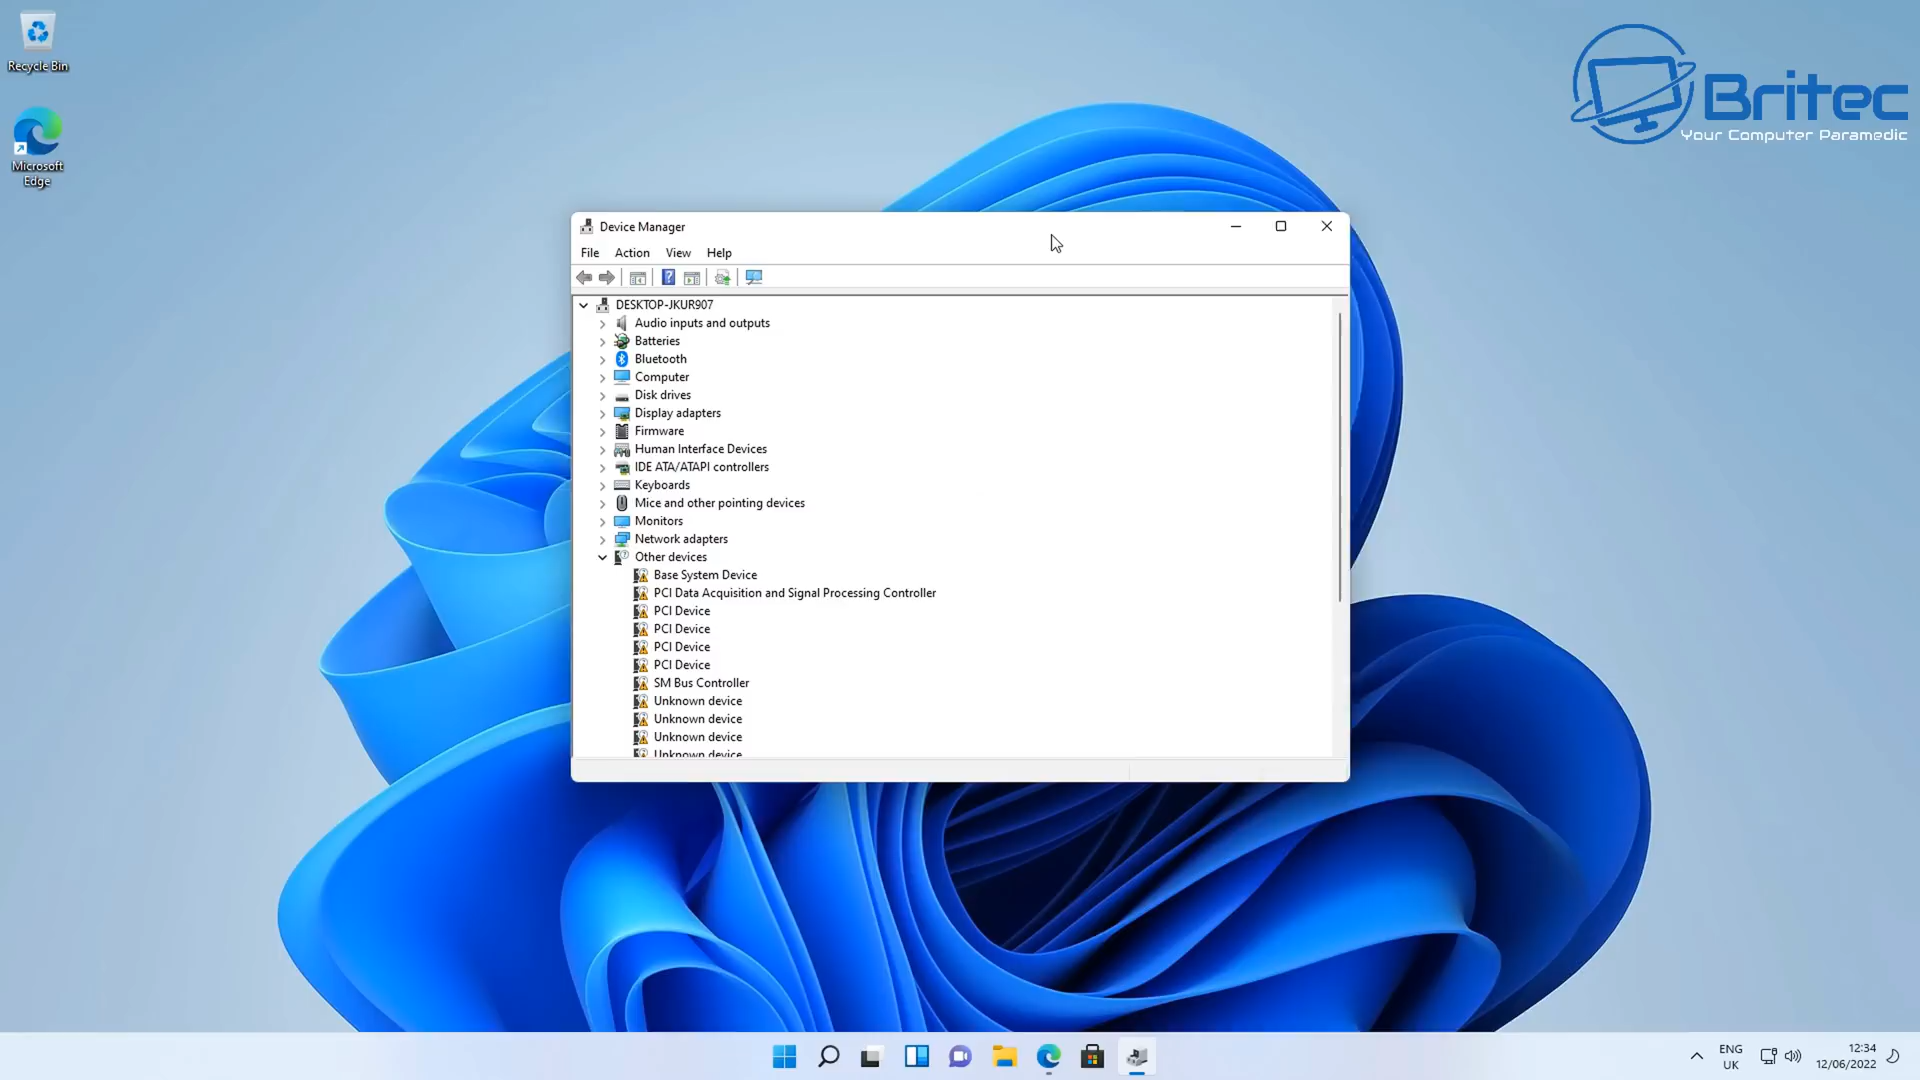 Recycle Bin
Microsoft
Edge
Britec
Your Computer Paramedic
Device Manager
File Action View Help
DESKTOP-JKUR907
Audio inputs and outputs
Batteries
Bluetooth
Computer
Disk drives
Display adapters
Firmware
Human Interface Devices
IDE ATA/ATAPI controllers
Keyboards
Mice and other pointing devices
Monitors
Network adapters
Other devices
Base System Device
PCI Data Acquisition and Signal Processing Controller
PCI Device
PCI Device
PCI Device
PCI Device
SM Bus Controller
Unknown device
Unknown device
Unknown device
Unknown device
ENG
UK
12:34
12/06/2022